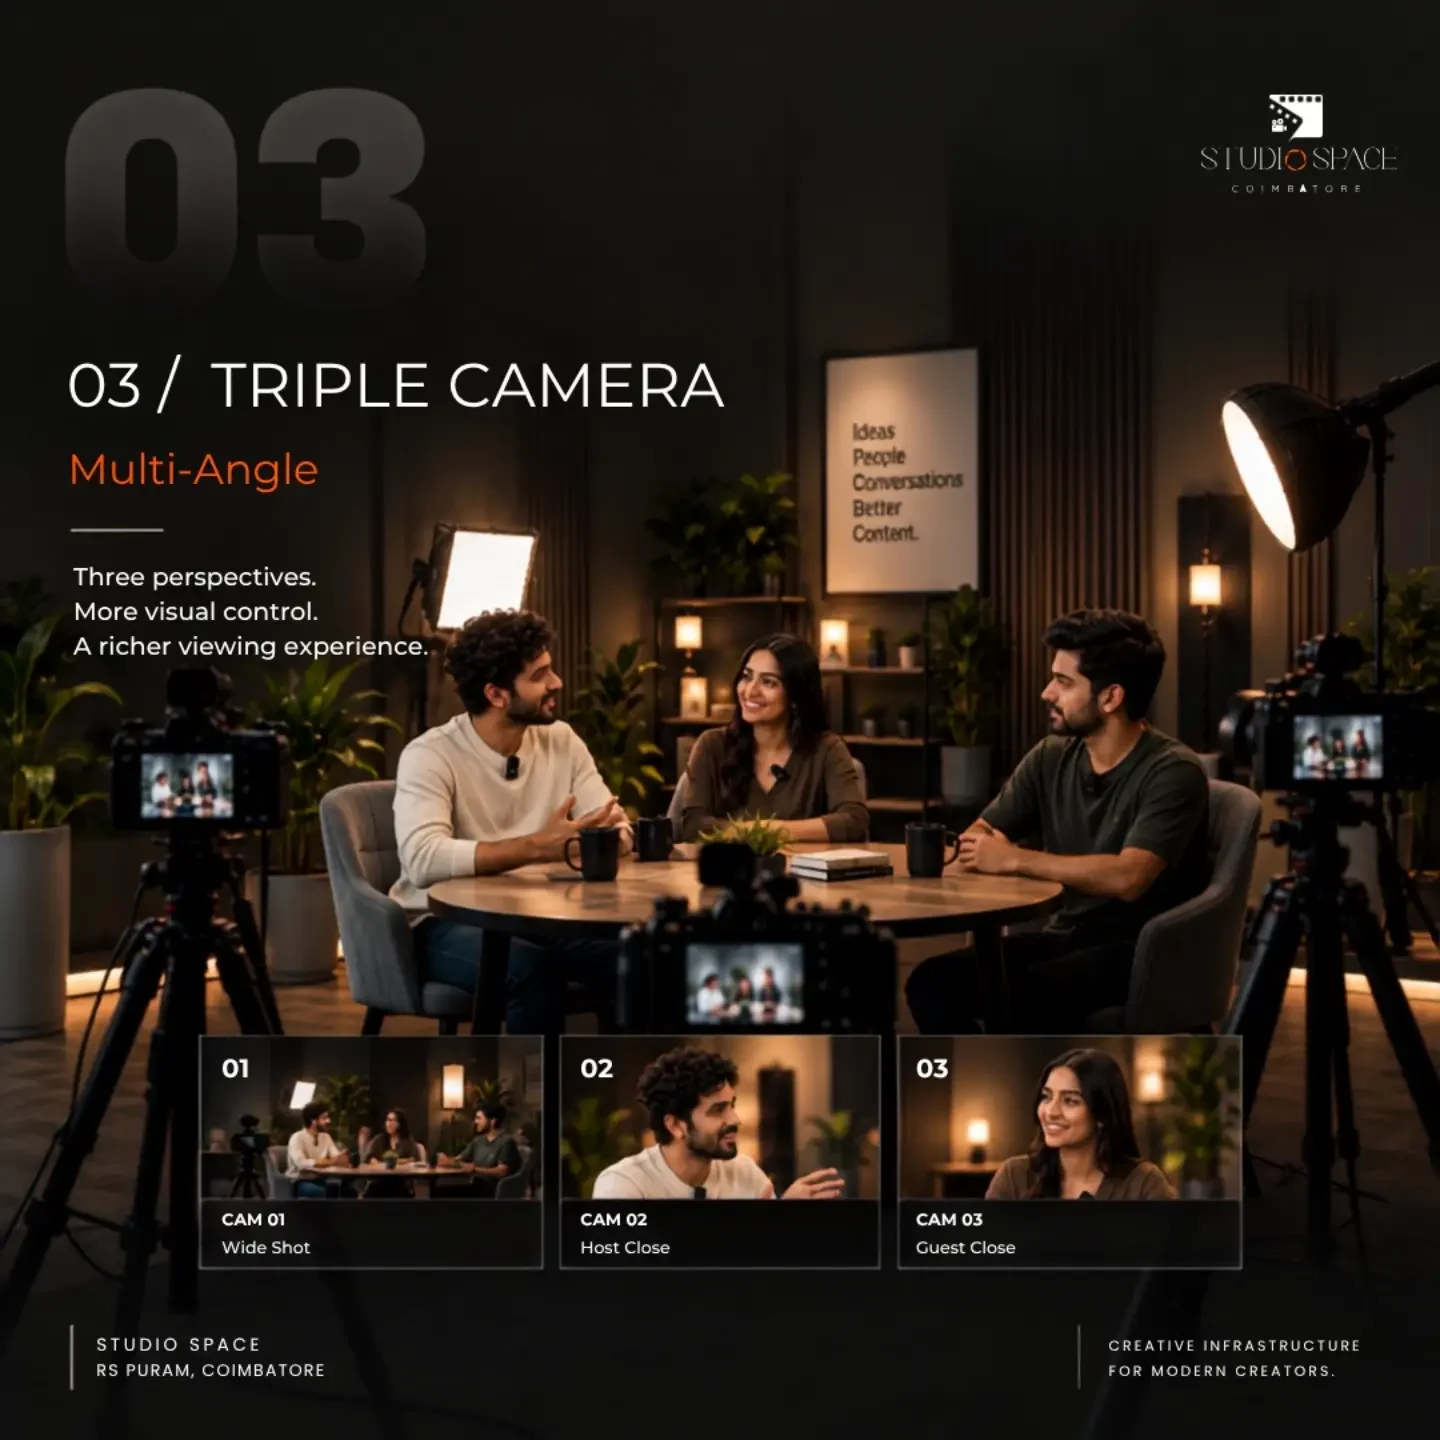 03
STUDIO SPACE
COIMBATORE
03 / TRIPLE CAMERA
Multi-Angle
Three perspectives.
More visual control.
A richer viewing experience.
Ideas
People
Conversations
Better
Content.
01
CAM 01
Wide Shot
02
CAM 02
Host Close
03
CAM 03
Guest Close
STUDIO SPACE
RS PURAM, COIMBATORE
CREATIVE INFRASTRUCTURE
FOR MODERN CREATORS.